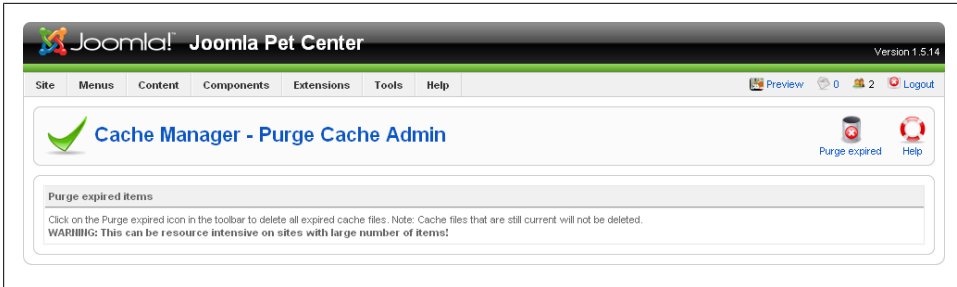 Joomla! Joomla Pet Center
Version 1.5.14
Site Menus Content Components Extensions Tools Help Preview 0 2 Logout
Cache Manager - Purge Cache Admin
Purge expired Help
Purge expired items
Click on the Purge expired icon in the toolbar to delete all expired cache files. Note: Cache files that are still current will not be deleted.
WARNING: This can be resource intensive on sites with large number of items!